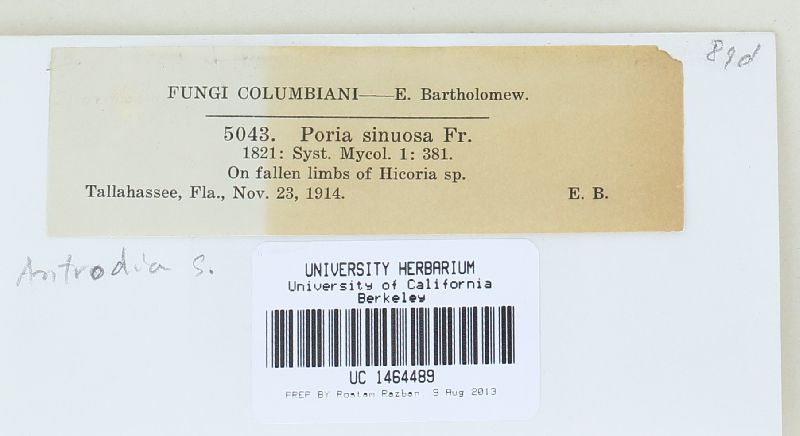 89d
FUNGI COLUMBIANI——E. Bartholomew.
5043. Poria sinuosa Fr.
1821: Syst. Mycol. 1: 381.
On fallen limbs of Hicoria sp.
Tallahassee, Fla., Nov. 23, 1914. E. B.
Antrodia s.
UNIVERSITY HERBARIUM
University of California
Berkeley
UC 1464489
PREP BY Rostam Razban, 9 Aug 2013